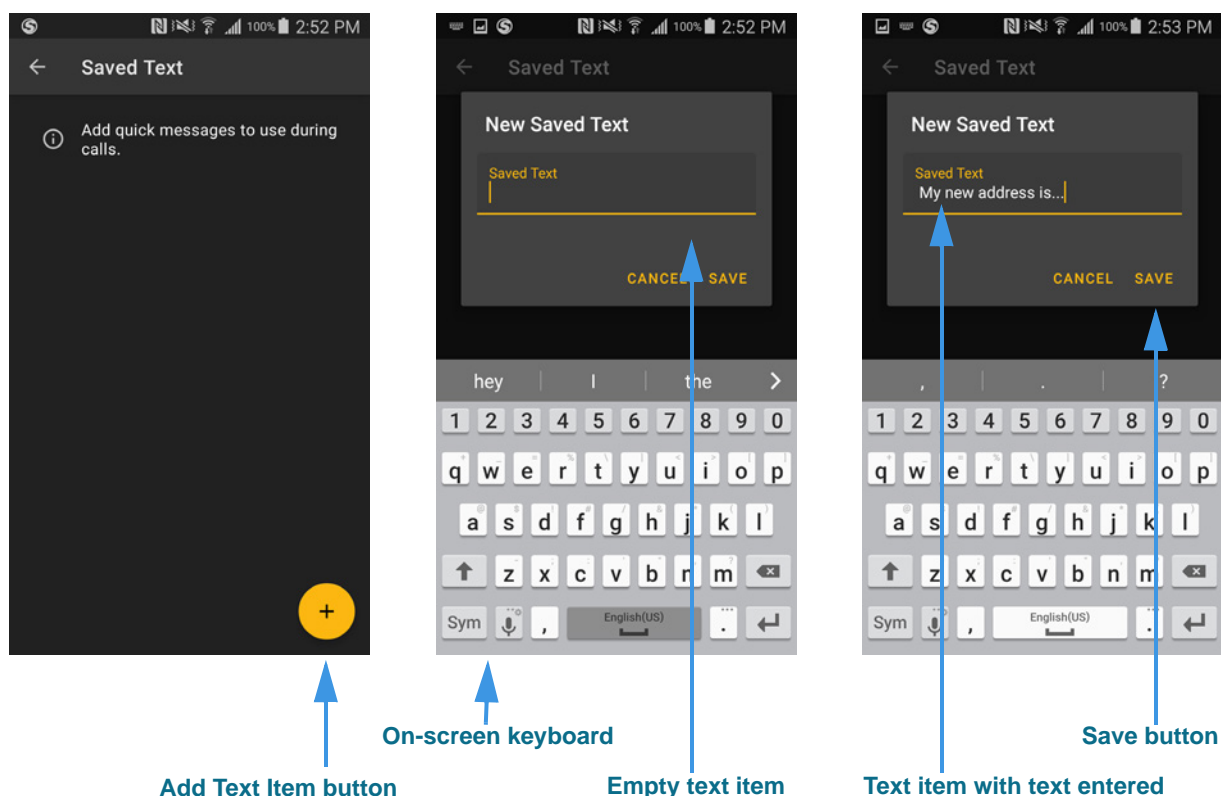 100% 2:52 PM
Saved Text
Add quick messages to use during
calls.
+
100% 2:52 PM
Saved Text
New Saved Text
Saved Text
CANCEL SAVE
hey I the >
1 2 3 4 5 6 7 8 9 0
q w e r t y u i o p
a s d f g h j k l
z x c v b n m
Sym , English(US) .
100% 2:53 PM
Saved Text
New Saved Text
Saved Text
My new address is...
CANCEL SAVE
, . ?
1 2 3 4 5 6 7 8 9 0
q w e r t y u i o p
a s d f g h j k l
z x c v b n m
Sym , English(US) .
On-screen keyboard
Save button
Add Text Item button
Empty text item
Text item with text entered